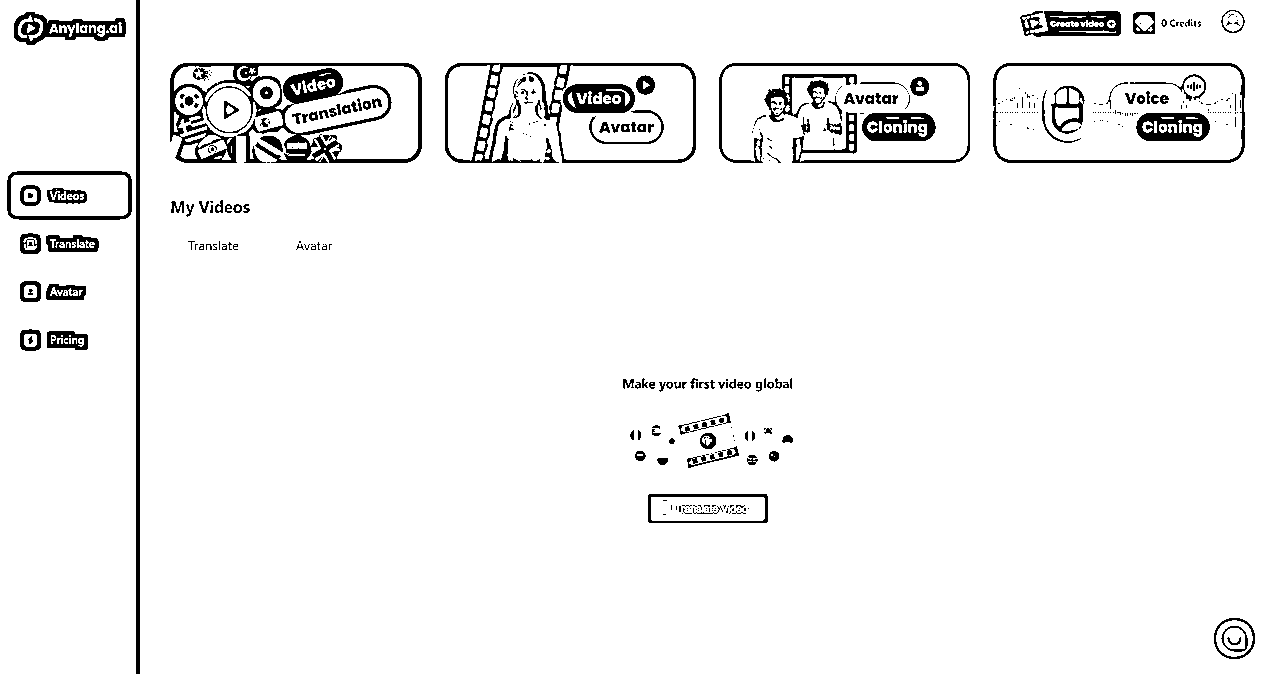 Anylang.ai
Create video
0 Credits
Video
Translation
Video
Avatar
Avatar
Cloning
Voice
Cloning
Videos
Translate
Avatar
Pricing
My Videos
Translate
Avatar
Make your first video global
Translate Video